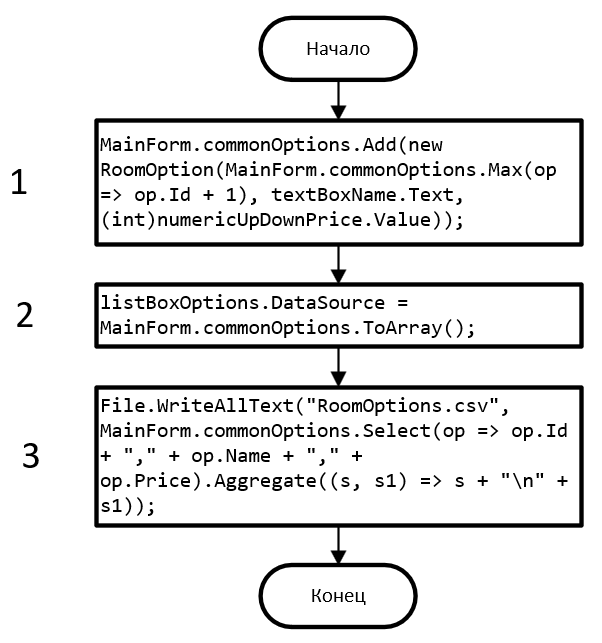 Начало
1
MainForm.commonOptions.Add(new
RoomOption(MainForm.commonOptions.Max(op
=> op.Id + 1), textBoxName.Text,
(int)numericUpDownPrice.Value));
2
listBoxOptions.DataSource =
MainForm.commonOptions.ToArray();
3
File.WriteAllText("RoomOptions.csv",
MainForm.commonOptions.Select(op => op.Id
+ "," + op.Name + "," +
op.Price).Aggregate((s, s1) => s + "\n" +
s1));
Конец